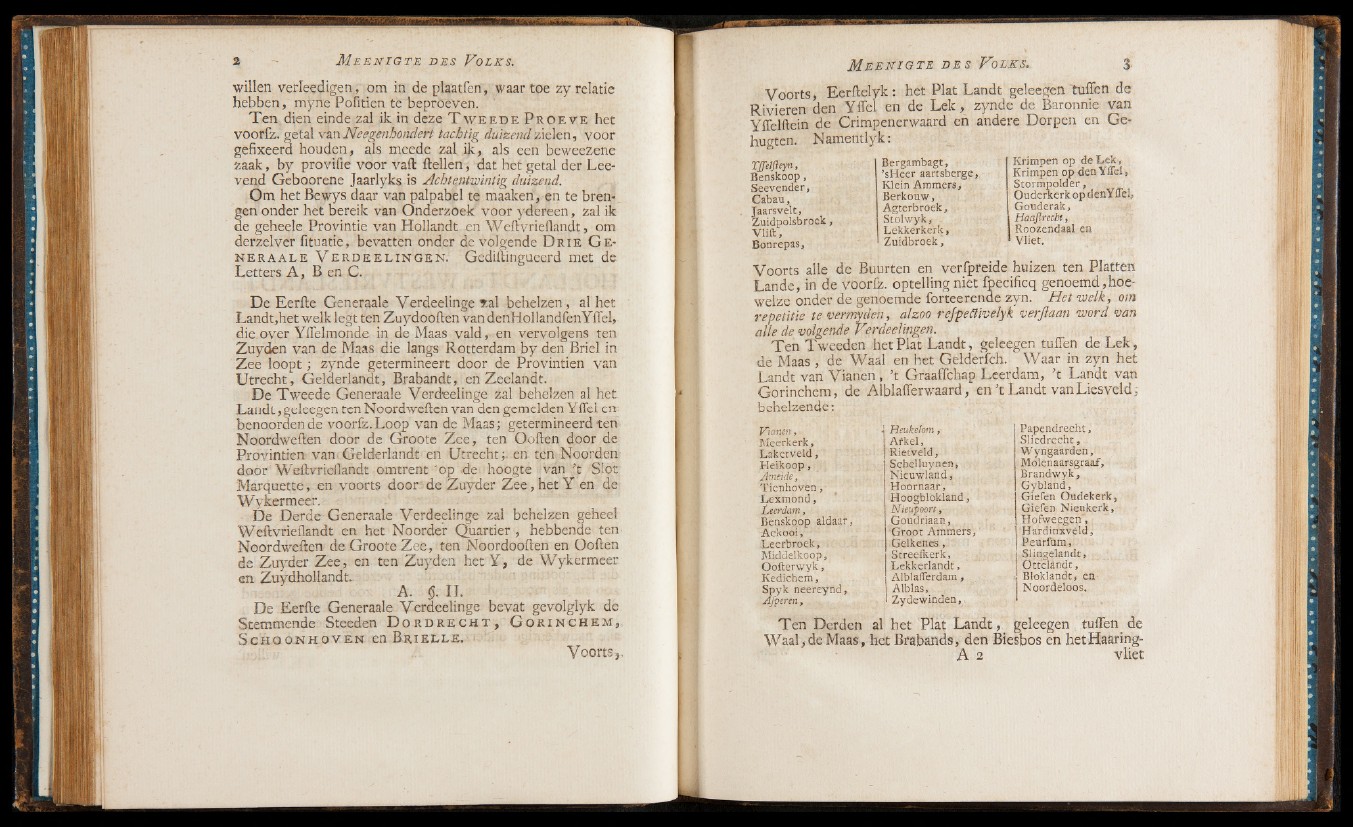 2 MEENIGTE DES VOLKS.
willen verleedigen, om in de plaatſen, waar toe zy relatie
hebben, myne Poſitien te beproeven.
Ten dien einde zal ik in deze TWEEDE PROEVE het
voorſz. getal van Neegenhondert tachtig duizend zielen, voor
gefixeerd houden, als meede zal ik, als een beweezene
zaak, by proviſie voor vaſt ſtellen, dat het getal der Lee-
vend Geboorene Jaarlyks is Achtentwintig duizend.
Om het Bewys daar van palpabel te maaken, en te bren-
gen onder het bereik van Onderzoek voor ydereen, zal ik
de geheele Provintie van Hollandt en Weſtvrieſlandt, om
derzelver ſituatie, bevatten onder de volgende DRIE GE-
NERAALE VERDEELINGEN. Gediſtingueerd met de
Letters A, B en C.
De Eerſte Generaale Verdeelinge zal behelzen, al het
Landt, het welk legt ten Zuydooſten van den Hollandſen Yſſel,
die over Yſſelmonde in de Maas vald, en vervolgens ten
Zuyden van de Maas die langs Rotterdam by den Briel in
Zee loopt; zynde getermineert door de Provintien van
Utrecht, Gelderlandt, Brabandt, en Zeelandt.
De Tweede Generaale Verdeelinge zal behelzen al het
Landt, geleegen ten Noordweſten van den gemelden Yſſel en
benoorden de voorſz. Loop van de Maas; getermineerd ten
Noordweſten door de Groote Zee, ten Ooſten door de
Provintien van Gelderlandt en Utrecht; en ten Noorden
door Weſtvrieſlandt omtrent op de hoogte van 't Slot
Marquette, en voorts door de Zuyder Zee, het Y en de
Wykermeer.
De Derde Generaale Verdeelinge zal behelzen geheel
Weſtvrieſlandt en het Noorder Quartier, hebbende ten
Noordweſten de Groote Zee, ten Noordooſten en Ooſten
de Zuyder Zee, en ten Zuyden het Y, de Wykermeer
en Zuydhollandt.
A. §. II.
De Eerſte Generaale Verdeelinge bevat gevolglyk de
Stemmende Steeden DORDRECHT, GORINCHEM,
SCHOONHOVEN en BRIELLE.
Voorts,
MEENIGTE DES VOLKS. 3
Voorts, Eerſtelyk: het Plat Landt geleegen tuſſen de
Rivieren den Yſſel en de Lek, zynde de Baronnie van
Yſſelſtein de Crimpenerwaard en andere Dorpen en Ge-
hugten. Namentlyk:
Yſſelſteyn,
Benskoop,
Seevender,
Cabau,
Jaarsvelt,
Zuidpolsbroek,
Vliſt,
Bonrepas,
Bergambagt,
'sHeer aartsberge,
Klein Ammers,
Berkouw,
Agterbroek,
Stolwyk,
Lekkerkerk,
Zuidbroek,
Krimpen op de Lek,
Krimpen op den Yſſel,
Stormpolder,
Ouderkerk op den Yſſel,
Gouderak,
Haaſtrecht,
Roozendaal en
Vliet.
Voorts alle de Buurten en verſpreide huizen ten Platten
Lande, in de voorſz. optelling niet ſpecificq genoemd, hoe-
welze onder de genoemde ſorteerende zyn. Het welk, om
repetitie te vermyden, alzoo reſpectivelyk verſtaan word van
alle de volgende Verdeelingen.
Ten Tweeden het Plat Landt, geleegen tuſſen de Lek,
de Maas, de Waal en het Gelderſch. Waar in zyn het
Landt van Vianen, 't Graaffſchap Leerdam, 't Landt van
Gorinchem, de Alblaſſerwaard, en 't Landt van Liesveld;
behelzende:
Vianen,
Meerkerk,
Lakerveld,
Heikoop,
Ameide,
Tienhoven,
Lexmond,
Leerdam,
Benskoop aldaar,
Ackooi,
Leerbroek,
Middelkoop,
Ooſterwyk,
Kedichem,
Spyk neereynd,
Aſperen,
Heukelom,
Arkel,
Rietveld,
Schelluynen,
Nieuwland,
Hoornaar,
Hoogblokland,
Nieupoort,
Goudriaan,
Groot Ammers,
Gelkenes,
Streefkerk,
Lekkerlandt,
Alblaſſerdam,
Alblas,
Zydewinden,
Papendrecht,
Sliedrecht,
Wyngaarden,
Molenaarsgraaf,
Brandwyk,
Gybland,
Gieſen Oudekerk,
Gieſen Nieukerk,
Hofweegen,
Hardinxveld,
Peurſum,
Slingelandt,
Ottelandt,
Bloklandt, en
Noordeloos.
Ten Derden al het Plat Landt, geleegen tuſſen de
Waal, de Maas, het Brabands, den Biesbos en het Haaring-
A 2 vliet